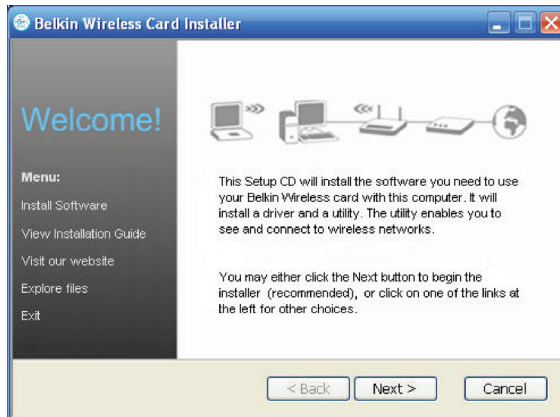 Belkin Wireless Card Installer
Welcome!
Menu:
Install Software
View Installation Guide
Visit our website
Explore files
Exit
This Setup CD will install the software you need to use
your Belkin Wireless card with this computer. It will
install a driver and a utility. The utility enables you to
see and connect to wireless networks.
You may either click the Next button to begin the
installer (recommended), or click on one of the links at
the left for other choices.
< Back
Next >
Cancel